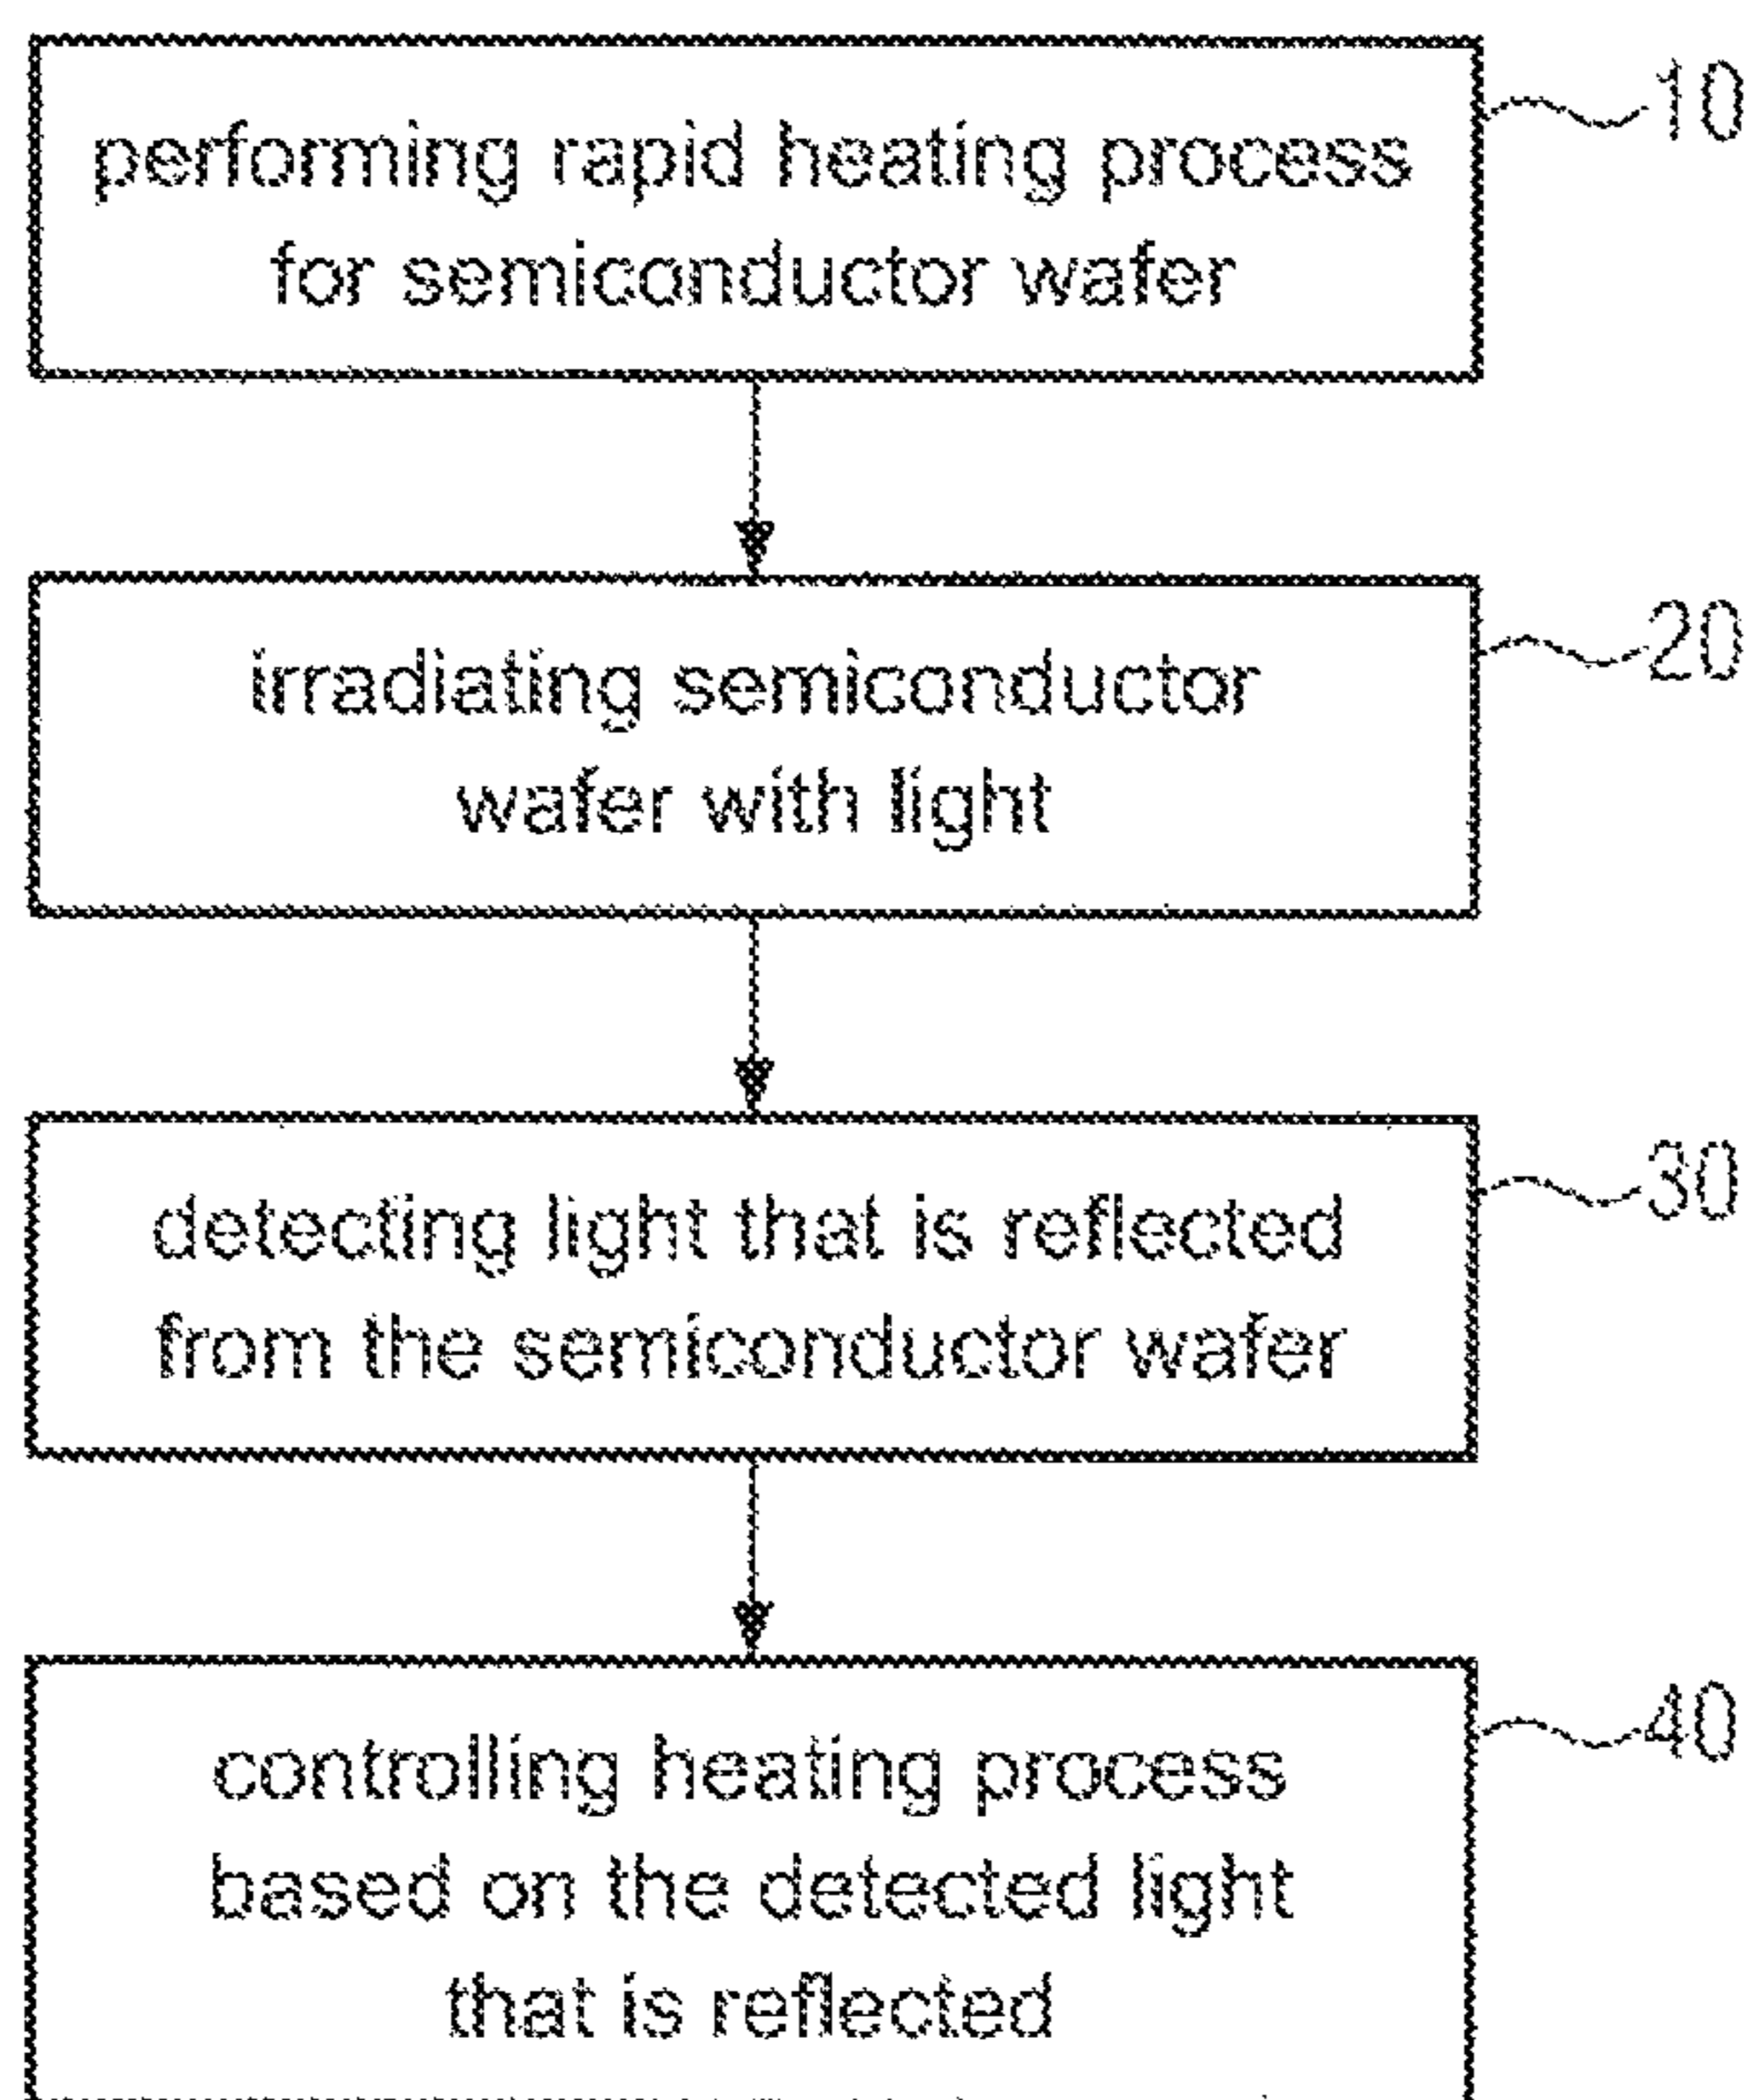 performing rapid heating process
for semiconductor wafer
10
irradiating semiconductor
wafer with light
20
detecting light that is reflected
from the semiconductor wafer
30
controlling heating process
based on the detected light
that is reflected
40